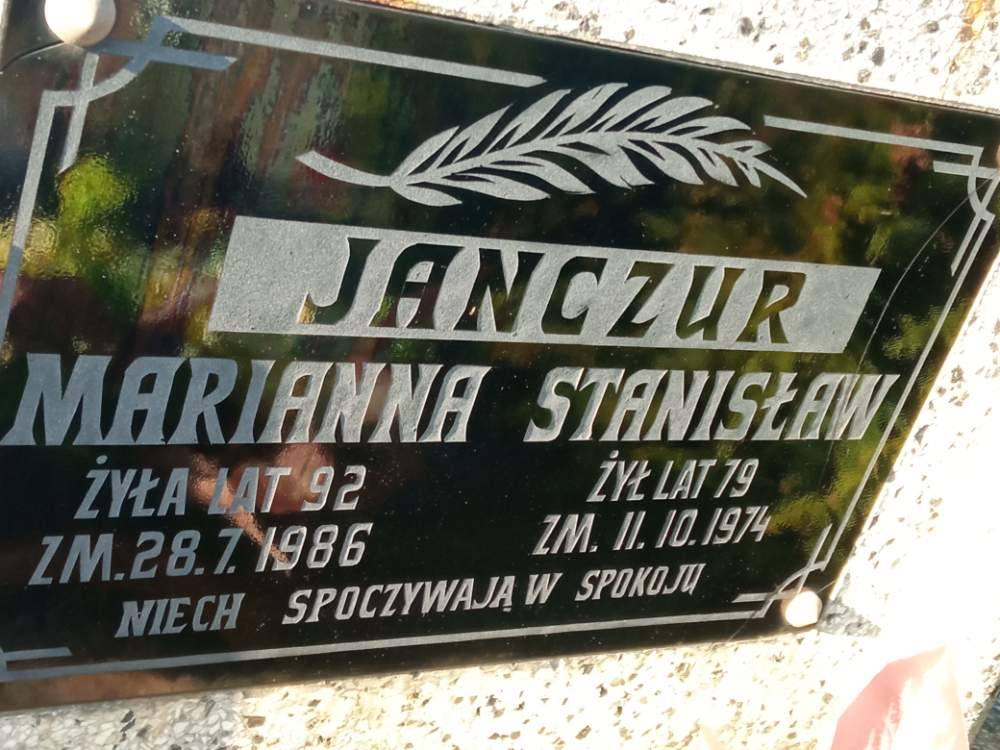 JANCZUR
MARIANNA STANISŁAW
ŻYŁA LAT 92 ŻYŁ LAT 79
ZM. 28.7.1986 ZM. 11.10.1974
NIECH SPOCZYWAJĄ W SPOKOJU